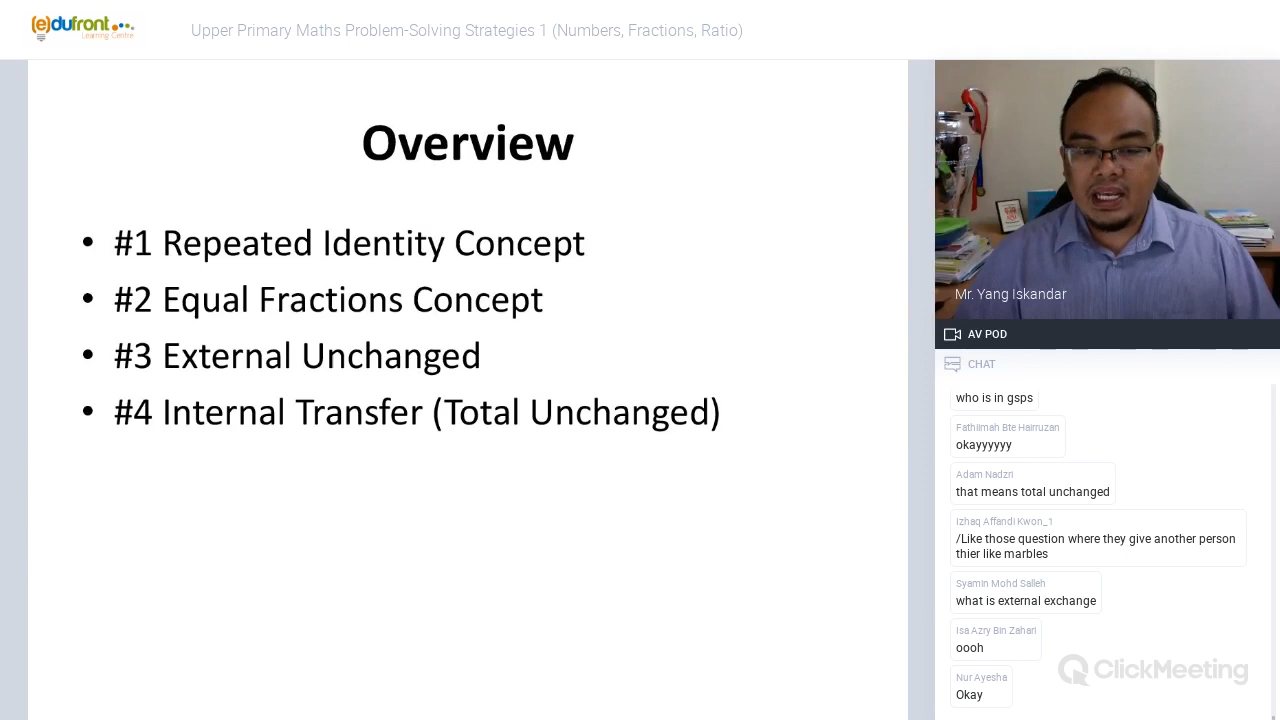 (e)dufront
Learning Centre
Upper Primary Maths Problem-Solving Strategies 1 (Numbers, Fractions, Ratio)
Overview
• #1 Repeated Identity Concept
• #2 Equal Fractions Concept
• #3 External Unchanged
• #4 Internal Transfer (Total Unchanged)
Mr. Yang Iskandar
AV POD
CHAT
who is in gsps
Fathilmah Bte Hairruzan
okayyyyyy
Adam Nadzri
that means total unchanged
Izhaq Affandi Kwon_1
/Like those question where they give another person
thier like marbles
Syamin Mohd Salleh
what is external exchange
Isa Azry Bin Zahari
oooh
Nur Ayesha
Okay
ClickMeeting